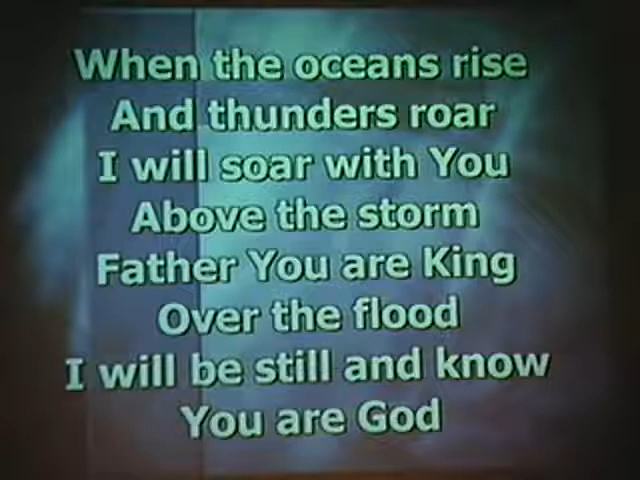 When the oceans rise
And thunders roar
I will soar with You
Above the storm
Father You are King
Over the flood
I will be still and know
You are God